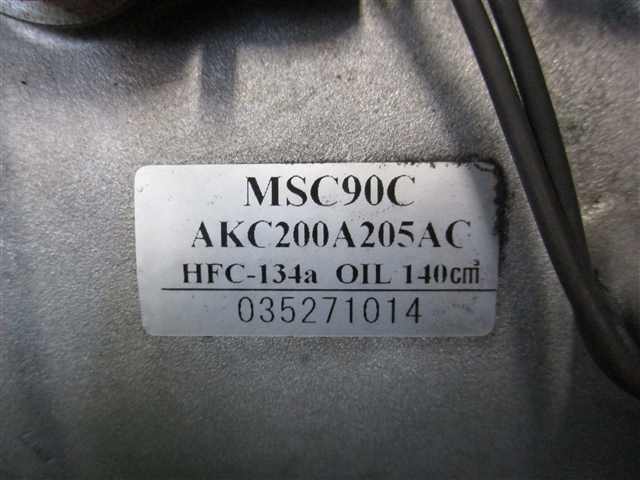 MSC90C
AKC200A205AC
HFC-134a OIL 140cm³
035271014